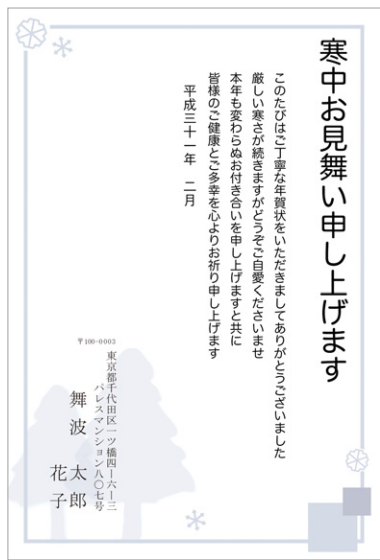 寒中お見舞い申し上げます
このたびはご丁寧な年賀状をいただきましてありがとうございました
厳しい寒さが続きますがどうぞご自愛くださいませ
本年も変わらぬお付き合いを申し上げますと共に
皆様のご健康とご多幸を心よりお祈り申し上げます
平成三十一年 二月
〒100-0003
東京都千代田区一ツ橋四ー六ー三
パレスマンション八〇七号
舞波 太郎
花子